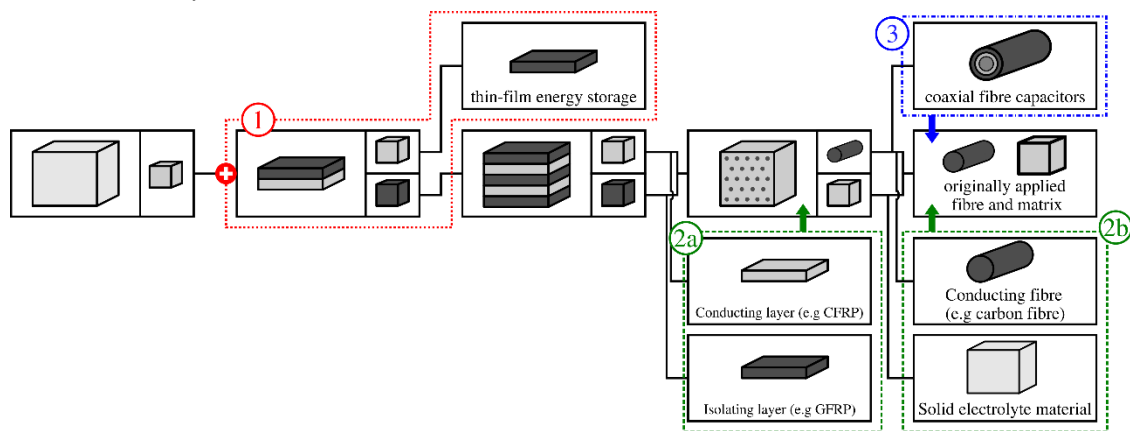 3
1
thin-film energy storage
coaxial fibre capacitors
originally applied
fibre and matrix
2a
2b
Conducting layer (e.g CFRP)
Conducting fibre
(e.g carbon fibre)
Isolating layer (e.g GFRP)
Solid electrolyte material